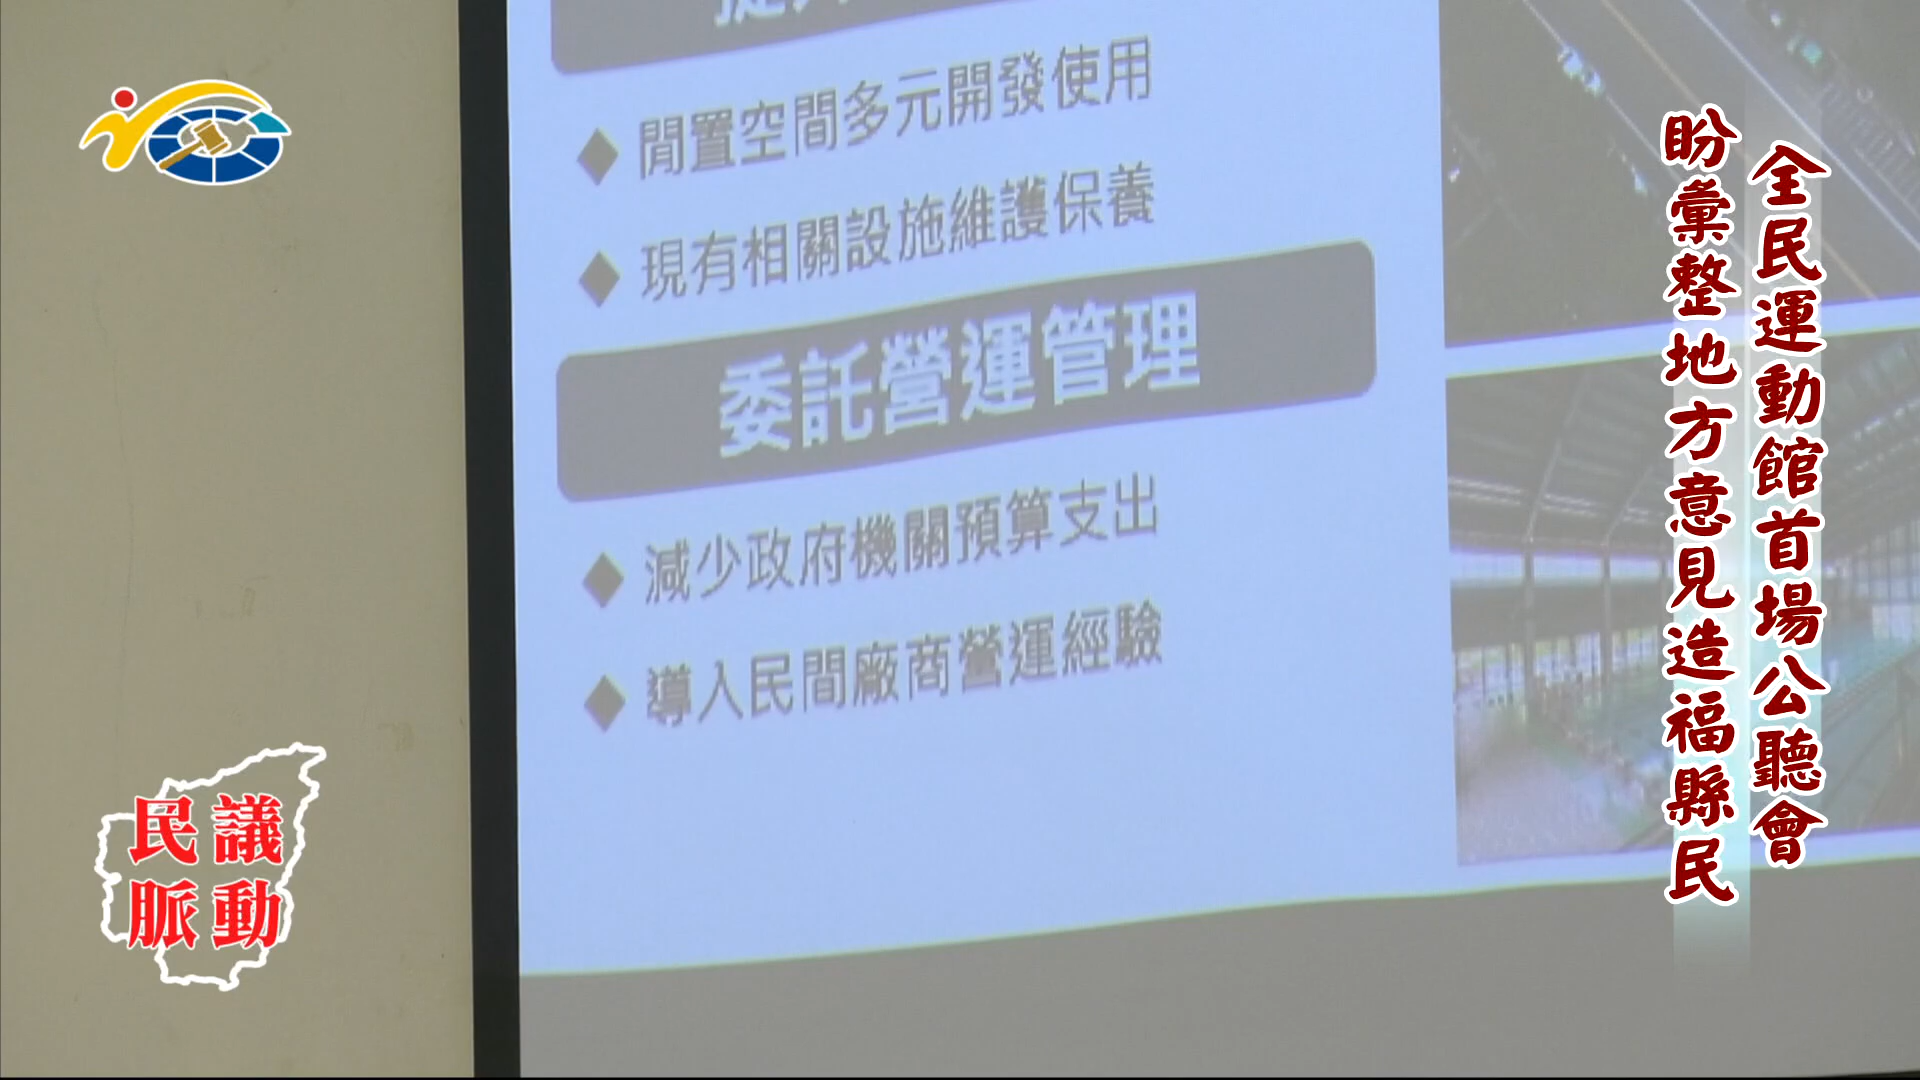 閒置空間多元開發使用
現有相關設施維護保養
委託營運管理
減少政府機關預算支出
導入民間廠商營運經驗
全民運動館首場公聽會
盼彙整地方意見造福縣民
民議
脈動